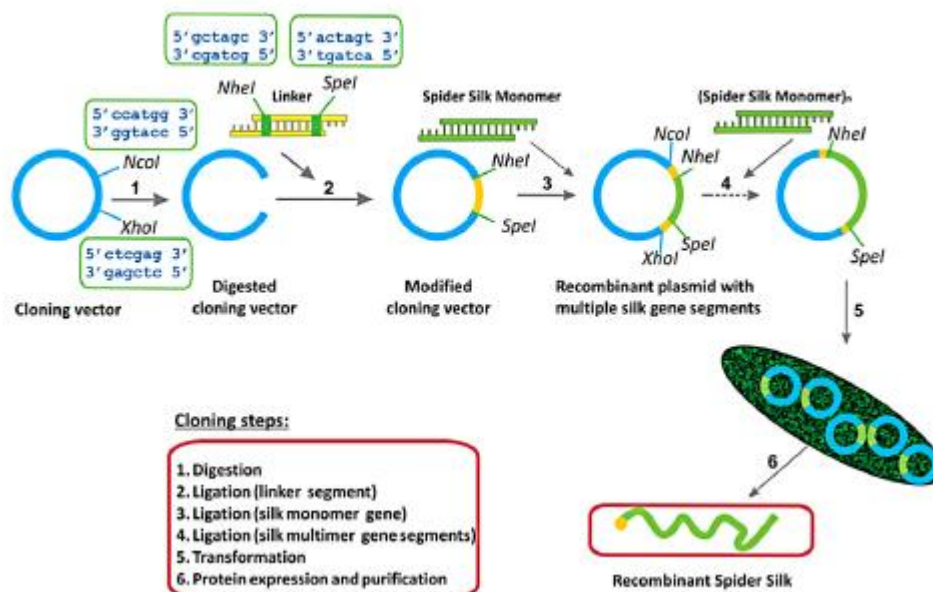 5'gctagc 3'
3'cgatcg 5'
5'actagt 3'
3'tgatca 5'
NheI
Linker
SpeI
Spider Silk Monomer
(Spider Silk Monomer)n
5'ccatgg 3'
3'ggtacc 5'
NcoI
1
XhoI
2
NheI
SpeI
3
NcoI
NheI
SpeI
XhoI
4
NheI
SpeI
5'ctcgag 3'
3'gagctc 5'
Cloning vector
Digested
cloning vector
Modified
cloning vector
Recombinant plasmid with
multiple silk gene segments
5
Cloning steps:
1. Digestion
2. Ligation (linker segment)
3. Ligation (silk monomer gene)
4. Ligation (silk multimer gene segments)
5. Transformation
6. Protein expression and purification
6
Recombinant Spider Silk